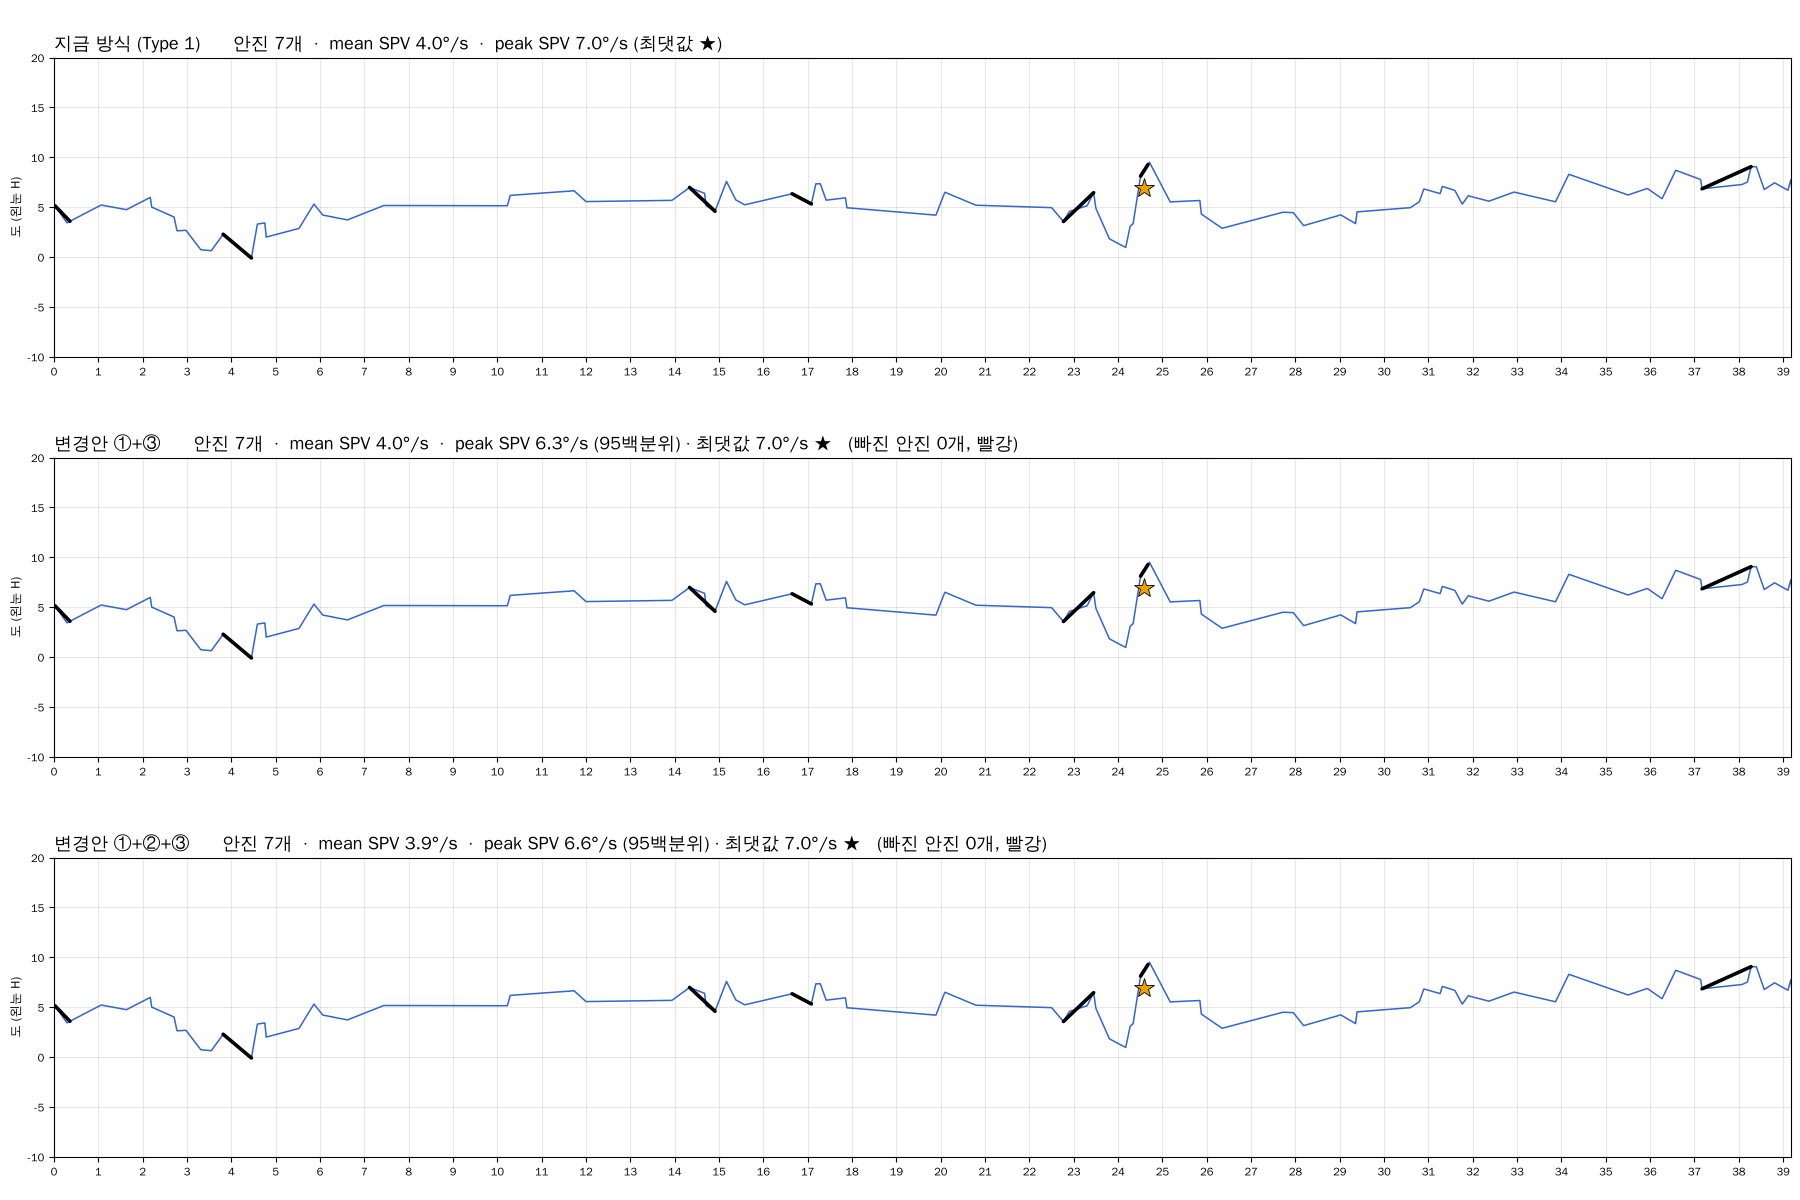 지금 방식 (Type 1) 안진 7개 · mean SPV 4.0°/s · peak SPV 7.0°/s (최댓값 ★)
20
15
10
5
0
-5
-10
도 (왼눈 H)
0 1 2 3 4 5 6 7 8 9 10 11 12 13 14 15 16 17 18 19 20 21 22 23 24 25 26 27 28 29 30 31 32 33 34 35 36 37 38 39
변경안 ①+③ 안진 7개 · mean SPV 4.0°/s · peak SPV 6.3°/s (95백분위) · 최댓값 7.0°/s ★ (빠진 안진 0개, 빨강)
20
15
10
5
0
-5
-10
도 (왼눈 H)
0 1 2 3 4 5 6 7 8 9 10 11 12 13 14 15 16 17 18 19 20 21 22 23 24 25 26 27 28 29 30 31 32 33 34 35 36 37 38 39
변경안 ①+②+③ 안진 7개 · mean SPV 3.9°/s · peak SPV 6.6°/s (95백분위) · 최댓값 7.0°/s ★ (빠진 안진 0개, 빨강)
20
15
10
5
0
-5
-10
도 (왼눈 H)
0 1 2 3 4 5 6 7 8 9 10 11 12 13 14 15 16 17 18 19 20 21 22 23 24 25 26 27 28 29 30 31 32 33 34 35 36 37 38 39